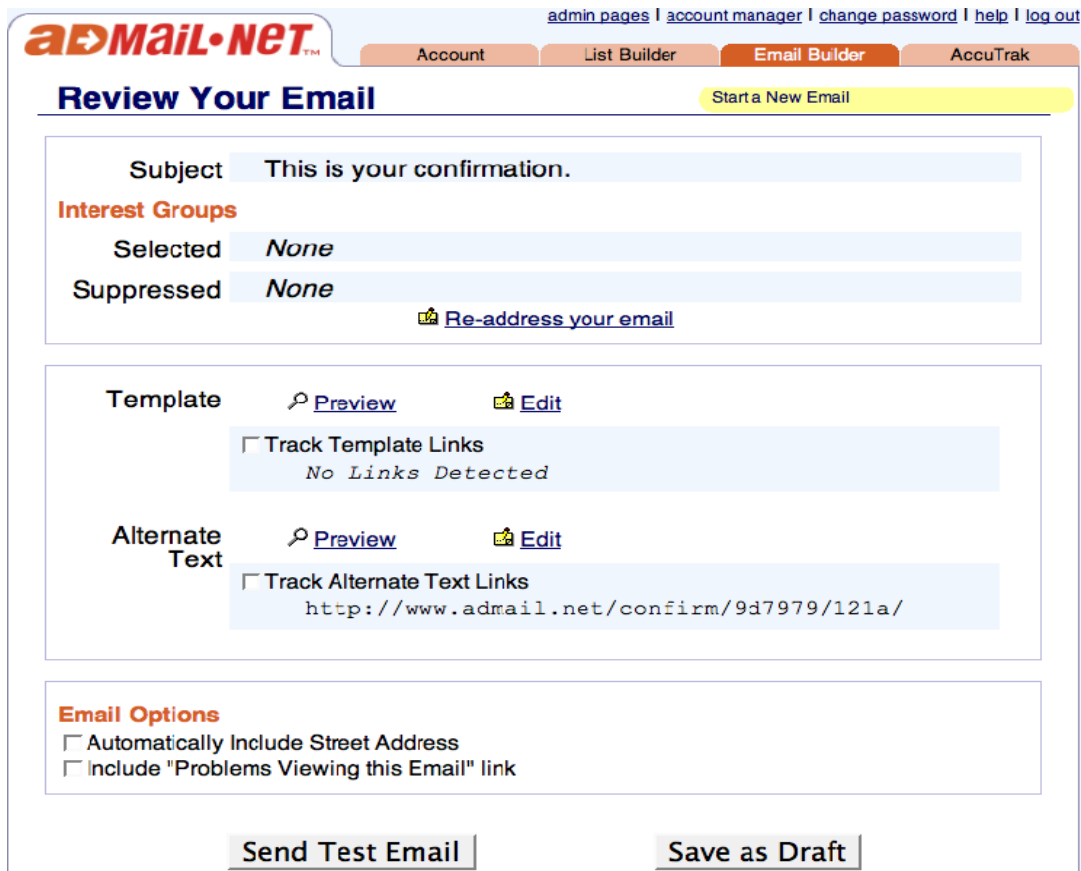 admin pages | account manager | change password | help | log out
aDMaiL•NeT™
Account List Builder Email Builder AccuTrak
Review Your Email
Start a New Email
Subject This is your confirmation.
Interest Groups
Selected None
Suppressed None
Re-address your email
Template Preview Edit
Track Template Links
No Links Detected
Alternate Text Preview Edit
Track Alternate Text Links
http://www.admail.net/confirm/9d7979/121a/
Email Options
Automatically Include Street Address
Include "Problems Viewing this Email" link
Send Test Email Save as Draft